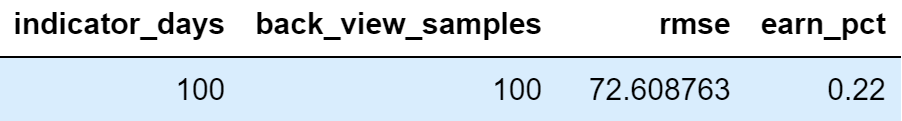 indicator_days back_view_samples rmse earn_pct
100 100 72.608763 0.22